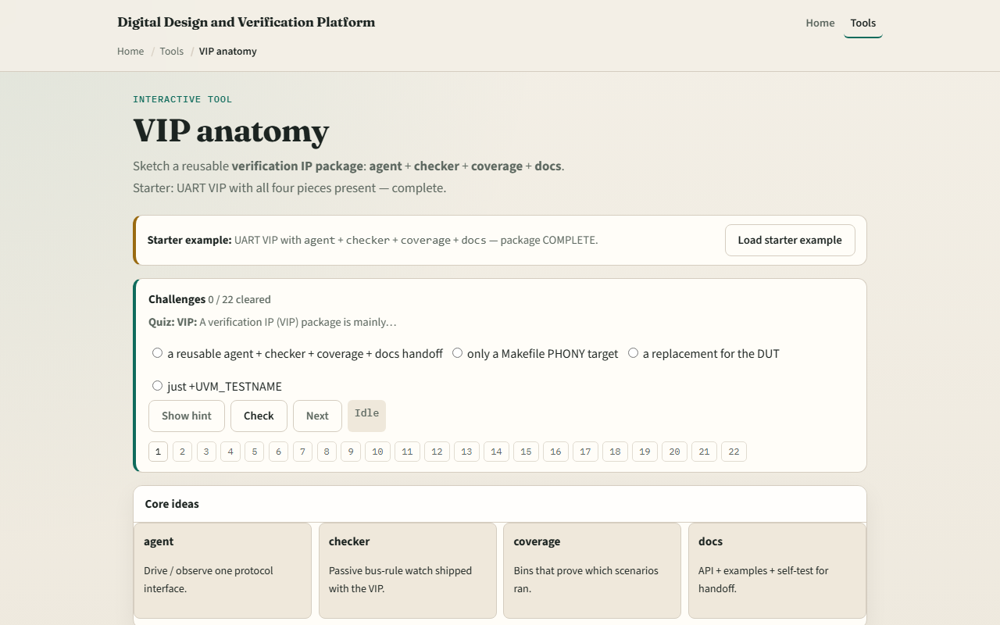 Digital Design and Verification Platform
Home
Tools
Home / Tools / VIP anatomy
INTERACTIVE TOOL
VIP anatomy
Sketch a reusable verification IP package: agent + checker + coverage + docs.
Starter: UART VIP with all four pieces present — complete.
Starter example: UART VIP with agent + checker + coverage + docs — package COMPLETE.
Load starter example
Challenges 0 / 22 cleared
Quiz: VIP: A verification IP (VIP) package is mainly…
a reusable agent + checker + coverage + docs handoff
only a Makefile PHONY target
a replacement for the DUT
just +UVM_TESTNAME
Show hint
Check
Next
Idle
1 2 3 4 5 6 7 8 9 10 11 12 13 14 15 16 17 18 19 20 21 22
Core ideas
agent
Drive / observe one protocol
interface.
checker
Passive bus-rule watch shipped
with the VIP.
coverage
Bins that prove which scenarios
ran.
docs
API + examples + self-test for
handoff.